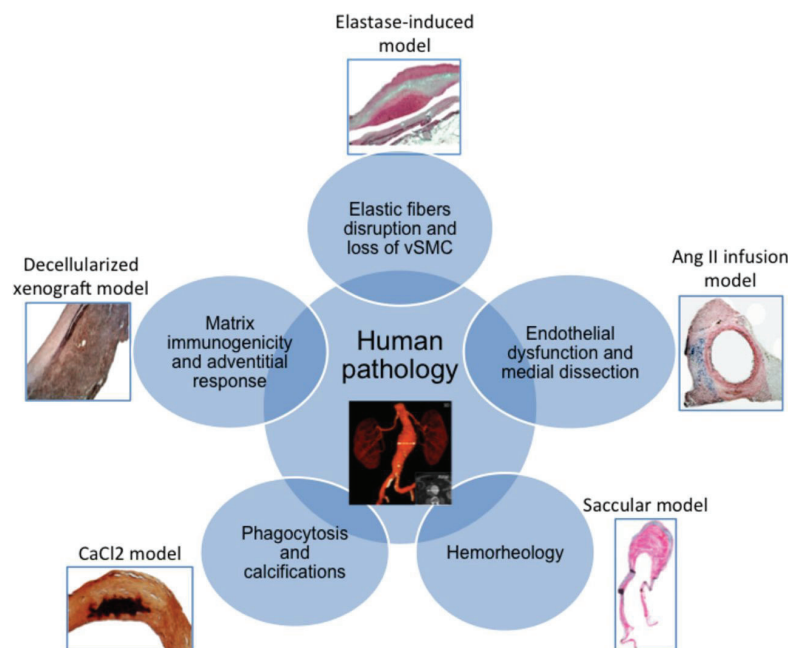 Elastase-induced
model
Elastic fibers
disruption and
loss of vSMC
Decellularized
xenograft model
Matrix
immunogenicity
and adventitial
response
Human
pathology
Ang II infusion
model
Endothelial
dysfunction and
medial dissection
Phagocytosis
and
calcifications
CaCl2 model
Hemorheology
Saccular model